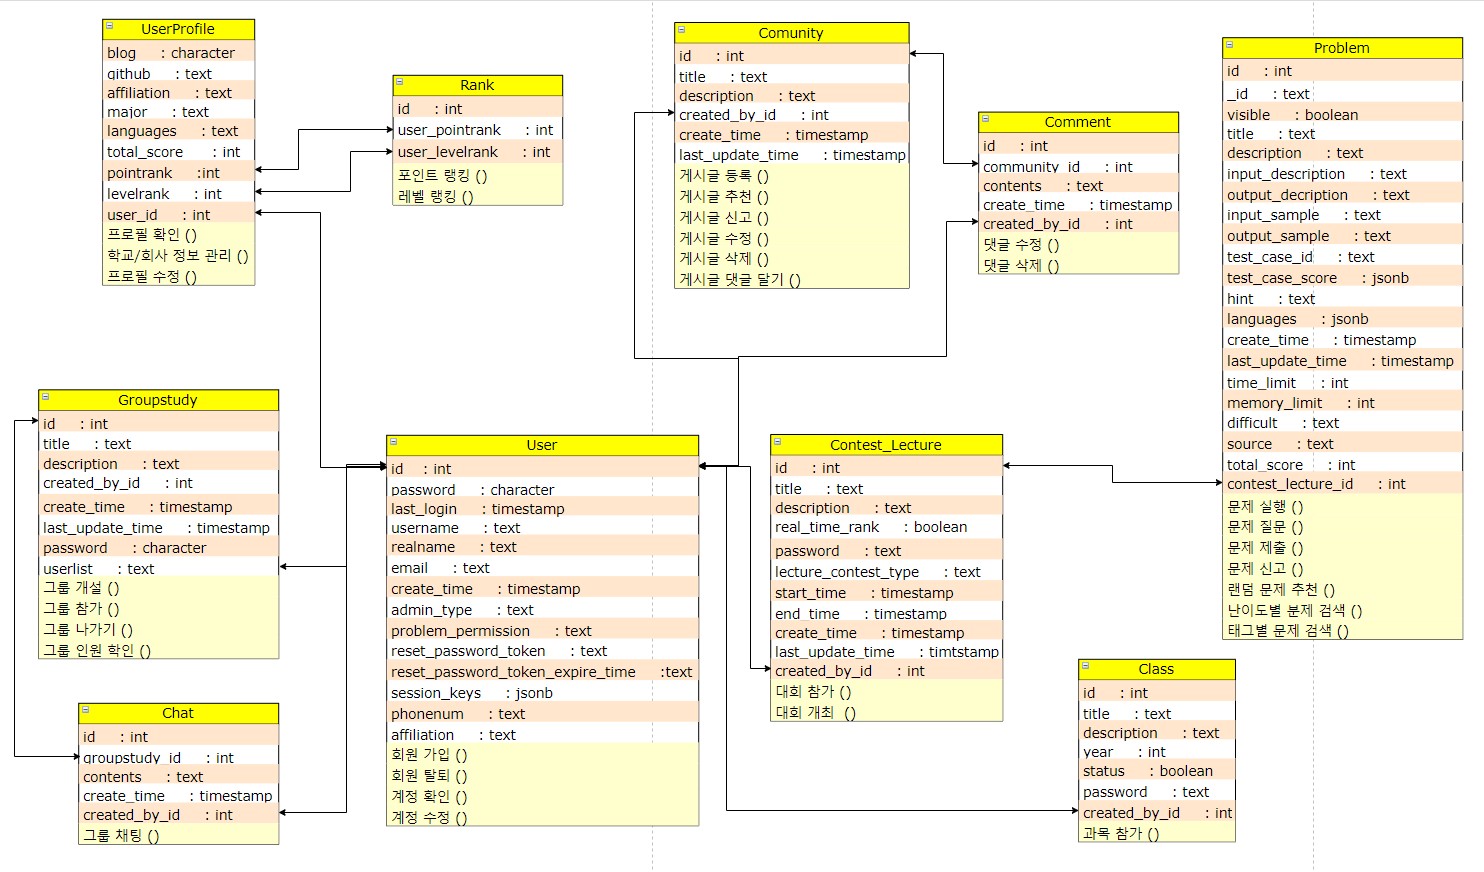 UserProfile
blog : character
github : text
affiliation : text
major : text
languages : text
total_score : int
pointrank :int
levelrank : int
user_id : int
프로필 확인 ()
학교/회사 정보 관리 ()
프로필 수정 ()
Rank
id : int
user_pointrank : int
user_levelrank : int
포인트 랭킹 ()
레벨 랭킹 ()
Comunity
id : int
title : text
description : text
created_by_id : int
create_time : timestamp
last_update_time : timestamp
게시글 등록 ()
게시글 추천 ()
게시글 신고 ()
게시글 수정 ()
게시글 삭제 ()
게시글 댓글 달기 ()
Comment
id : int
community_id : int
contents : text
create_time : timestamp
created_by_id : int
댓글 수정 ()
댓글 삭제 ()
Problem
id : int
_id : text
visible : boolean
title : text
description : text
input_description : text
output_decription : text
input_sample : text
output_sample : text
test_case_id : text
test_case_score : jsonb
hint : text
languages : jsonb
create_time : timestamp
last_update_time : timestamp
time_limit : int
memory_limit : int
difficult : text
source : text
total_score : int
contest_lecture_id : int
문제 실행 ()
문제 질문 ()
문제 제출 ()
문제 신고 ()
랜덤 문제 추천 ()
난이도별 분제 검색 ()
태그별 문제 검색 ()
Groupstudy
id : int
title : text
description : text
created_by_id : int
create_time : timestamp
last_update_time : timestamp
password : character
userlist : text
그룹 개설 ()
그룹 참가 ()
그룹 나가기 ()
그룹 인원 학인 ()
User
id : int
password : character
last_login : timestamp
username : text
realname : text
email : text
create_time : timestamp
admin_type : text
problem_permission : text
reset_password_token : text
reset_password_token_expire_time :text
session_keys : jsonb
phonenum : text
affiliation : text
회원 가입 ()
회원 탈퇴 ()
계정 확인 ()
계정 수정 ()
Contest_Lecture
id : int
title : text
description : text
real_time_rank : boolean
password : text
lecture_contest_type : text
start_time : timestamp
end_time : timestamp
create_time : timestamp
last_update_time : timtstamp
created_by_id : int
대회 참가 ()
대회 개최 ()
Chat
id : int
groupstudy_id : int
contents : text
create_time : timestamp
created_by_id : int
그룹 채팅 ()
Class
id : int
title : text
description : text
year : int
status : boolean
password : text
created_by_id : int
과목 참가 ()